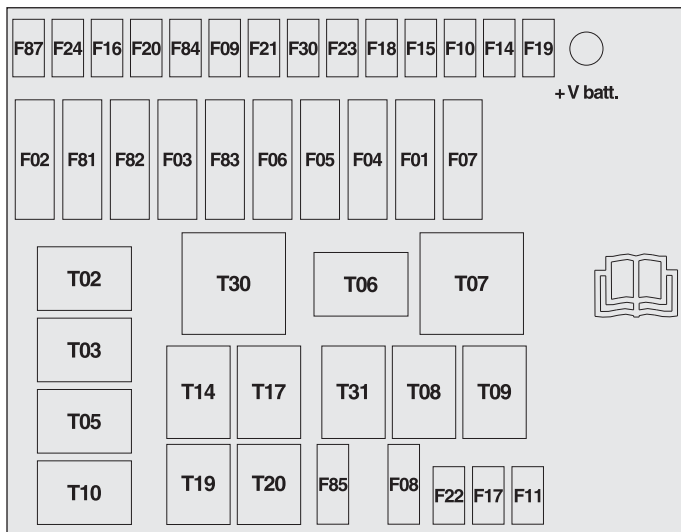 F87 F24 F16 F20 F84 F09 F21 F30 F23 F18 F15 F10 F14 F19
+ V batt.
F02 F81 F82 F03 F83 F06 F05 F04 F01 F07
T02 T30 T06 T07
T03
T14 T17 T31 T08 T09
T05
T10 T19 T20 F85 F08 F22 F17 F11